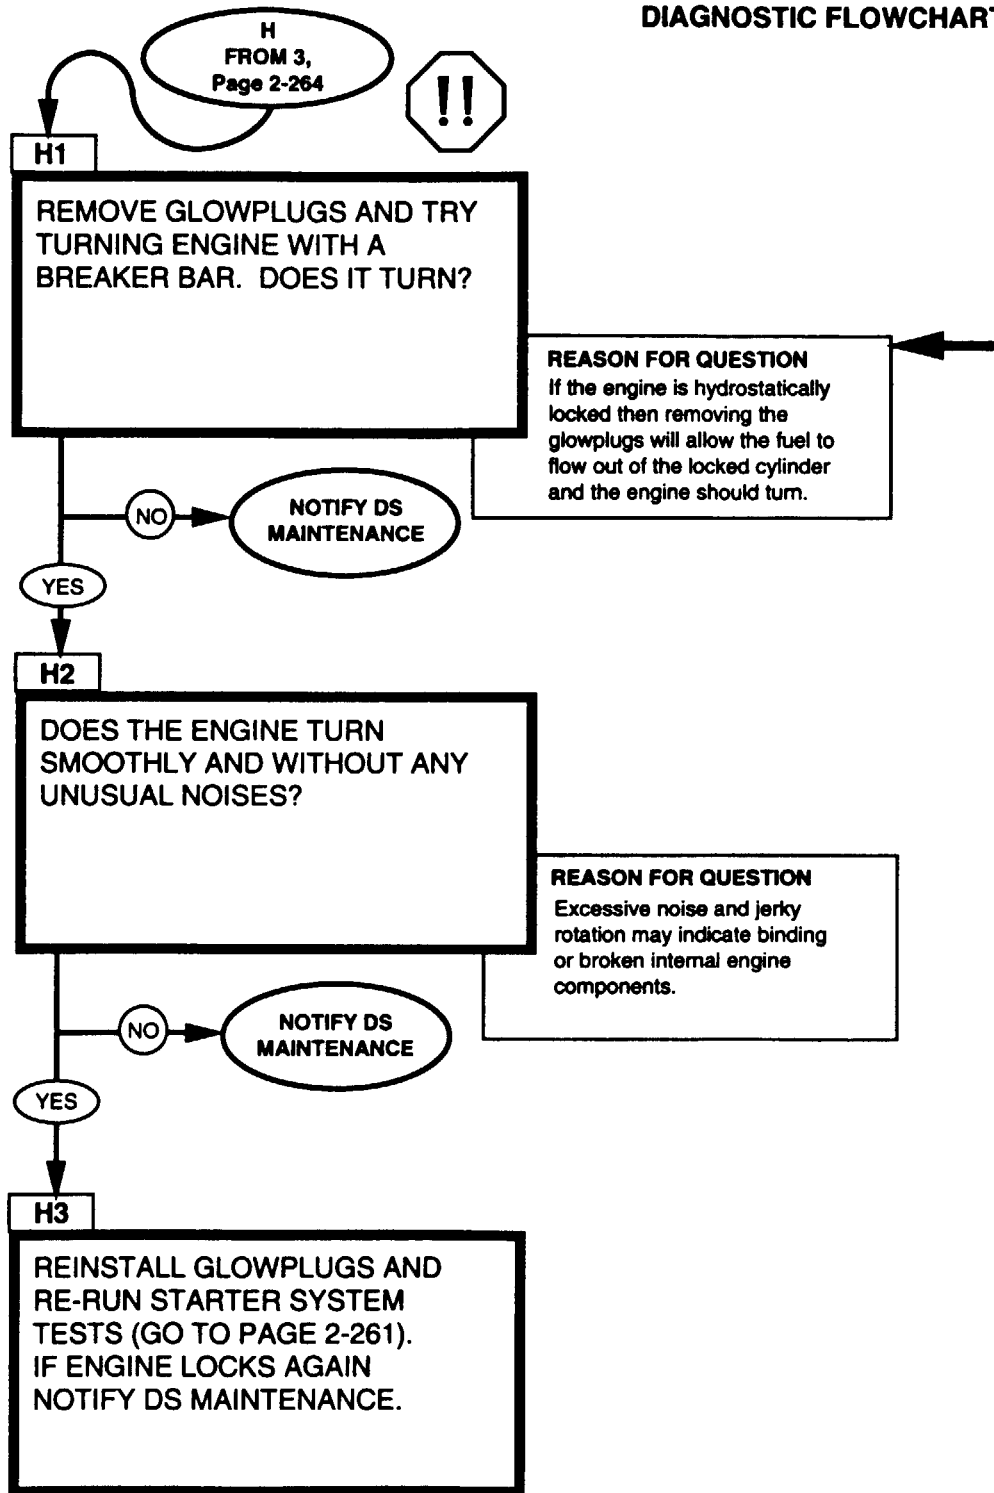 DIAGNOSTIC FLOWCHART
H
FROM 3,
Page 2-264
!!
H1
REMOVE GLOWPLUGS AND TRY
TURNING ENGINE WITH A
BREAKER BAR. DOES IT TURN?
REASON FOR QUESTION
If the engine is hydrostatically
locked then removing the
glowplugs will allow the fuel to
flow out of the locked cylinder
and the engine should turn.
NO
NOTIFY DS
MAINTENANCE
YES
H2
DOES THE ENGINE TURN
SMOOTHLY AND WITHOUT ANY
UNUSUAL NOISES?
REASON FOR QUESTION
Excessive noise and jerky
rotation may indicate binding
or broken internal engine
components.
NO
NOTIFY DS
MAINTENANCE
YES
H3
REINSTALL GLOWPLUGS AND
RE-RUN STARTER SYSTEM
TESTS (GO TO PAGE 2-261).
IF ENGINE LOCKS AGAIN
NOTIFY DS MAINTENANCE.